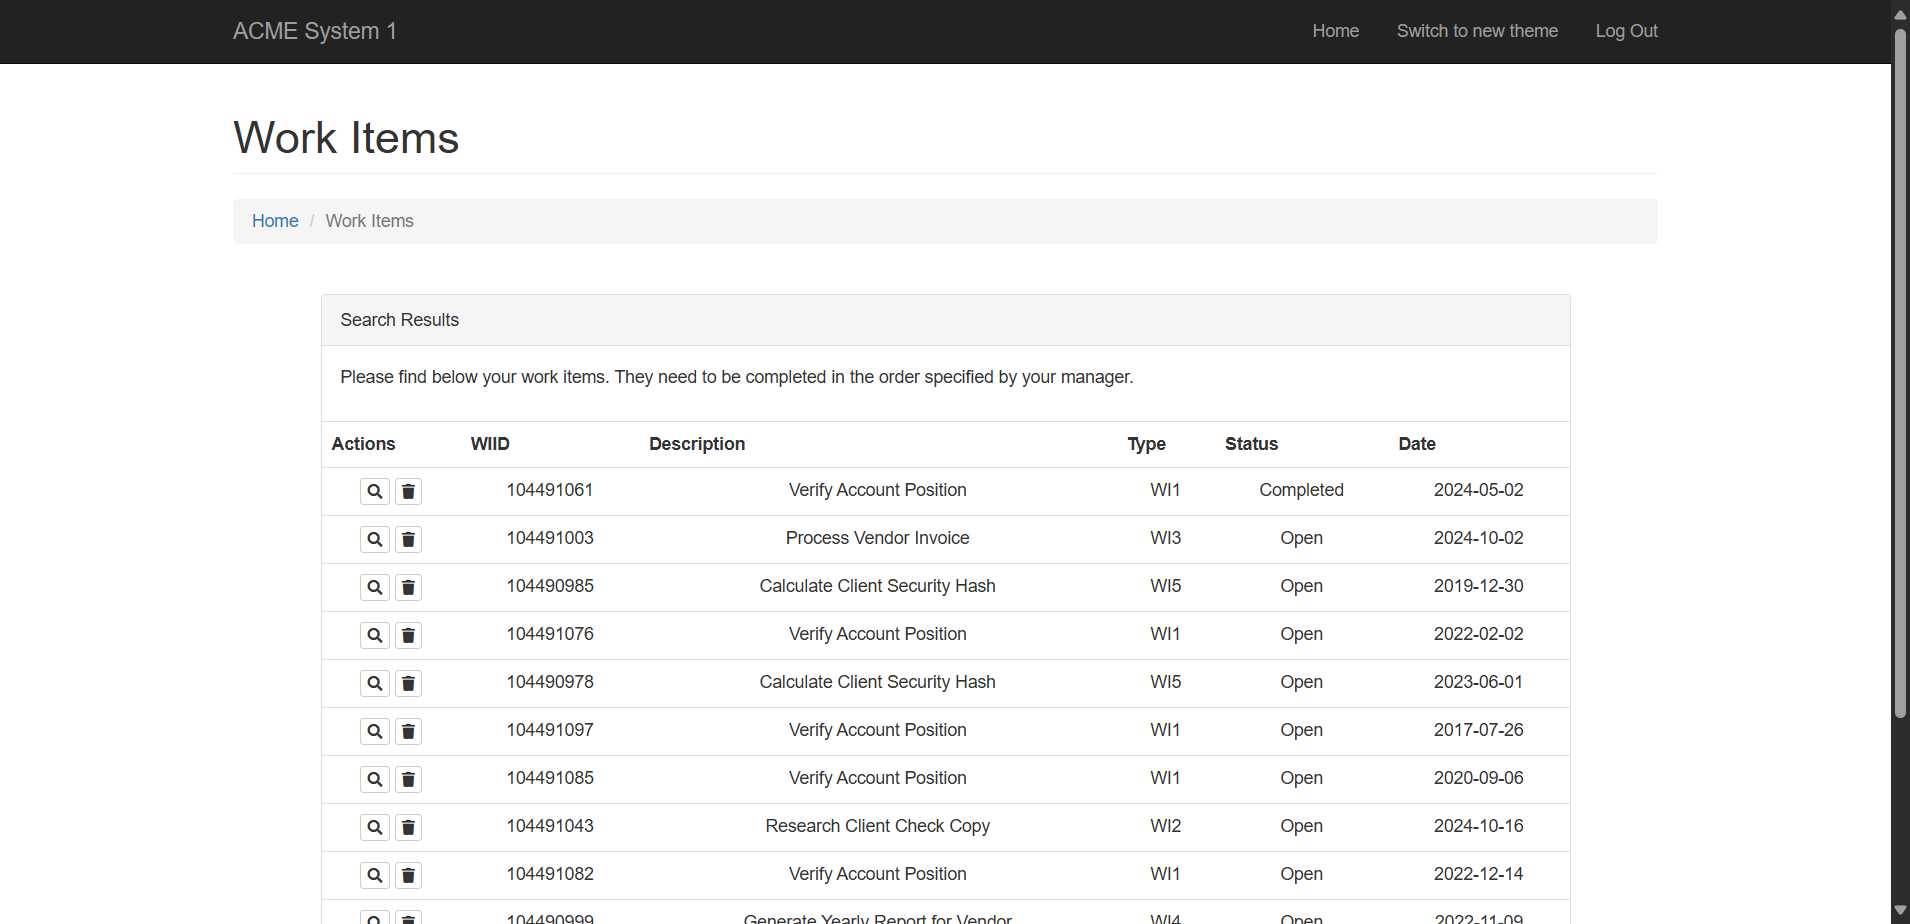 ACME System 1 Home Switch to new theme Log Out
Work Items
Home / Work Items
Search Results
Please find below your work items. They need to be completed in the order specified by your manager.
Actions WIID Description Type Status Date
104491061 Verify Account Position WI1 Completed 2024-05-02
104491003 Process Vendor Invoice WI3 Open 2024-10-02
104490985 Calculate Client Security Hash WI5 Open 2019-12-30
104491076 Verify Account Position WI1 Open 2022-02-02
104490978 Calculate Client Security Hash WI5 Open 2023-06-01
104491097 Verify Account Position WI1 Open 2017-07-26
104491085 Verify Account Position WI1 Open 2020-09-06
104491043 Research Client Check Copy WI2 Open 2024-10-16
104491082 Verify Account Position WI1 Open 2022-12-14
104490999 Generate Yearly Report for Vendor WI4 Open 2022-11-09